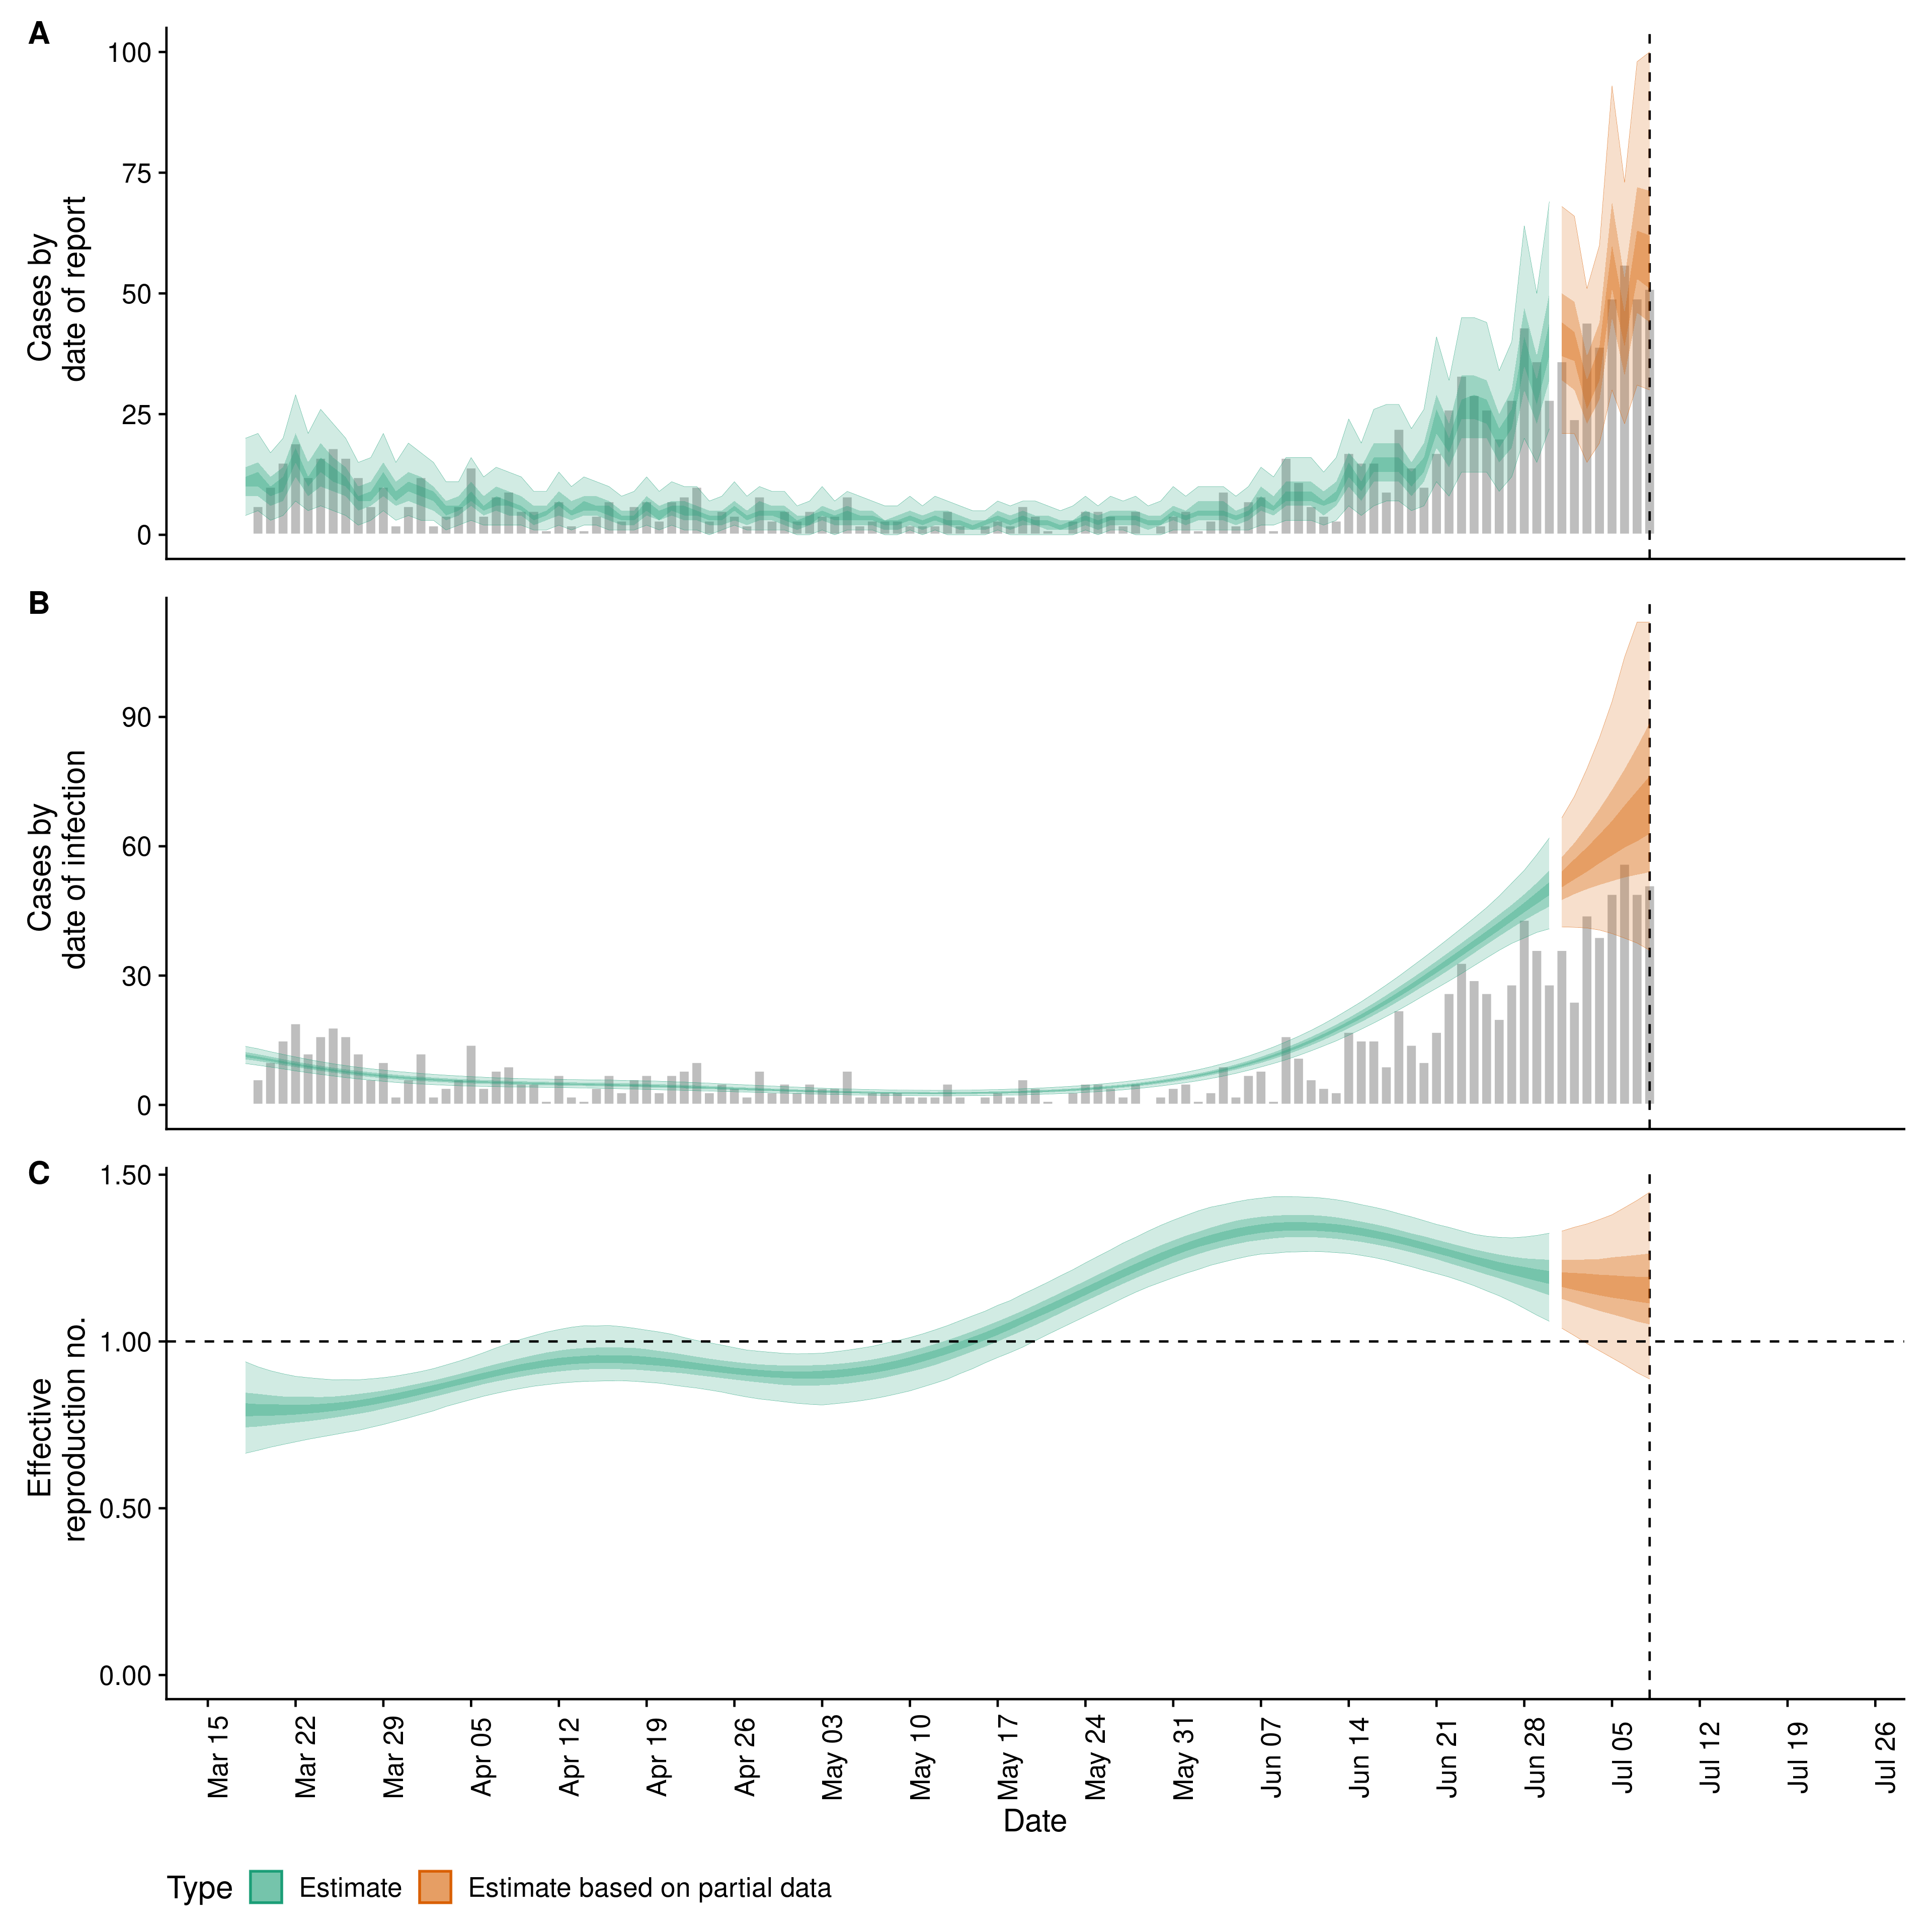 A
100
75
50
25
0
Cases by
date of report
B
90
60
30
0
Cases by
date of infection
C
1.50
1.00
0.50
0.00
Effective
reproduction no.
Mar 15
Mar 22
Mar 29
Apr 05
Apr 12
Apr 19
Apr 26
May 03
May 10
May 17
May 24
May 31
Jun 07
Jun 14
Jun 21
Jun 28
Jul 05
Jul 12
Jul 19
Jul 26
Date
Type Estimate Estimate based on partial data